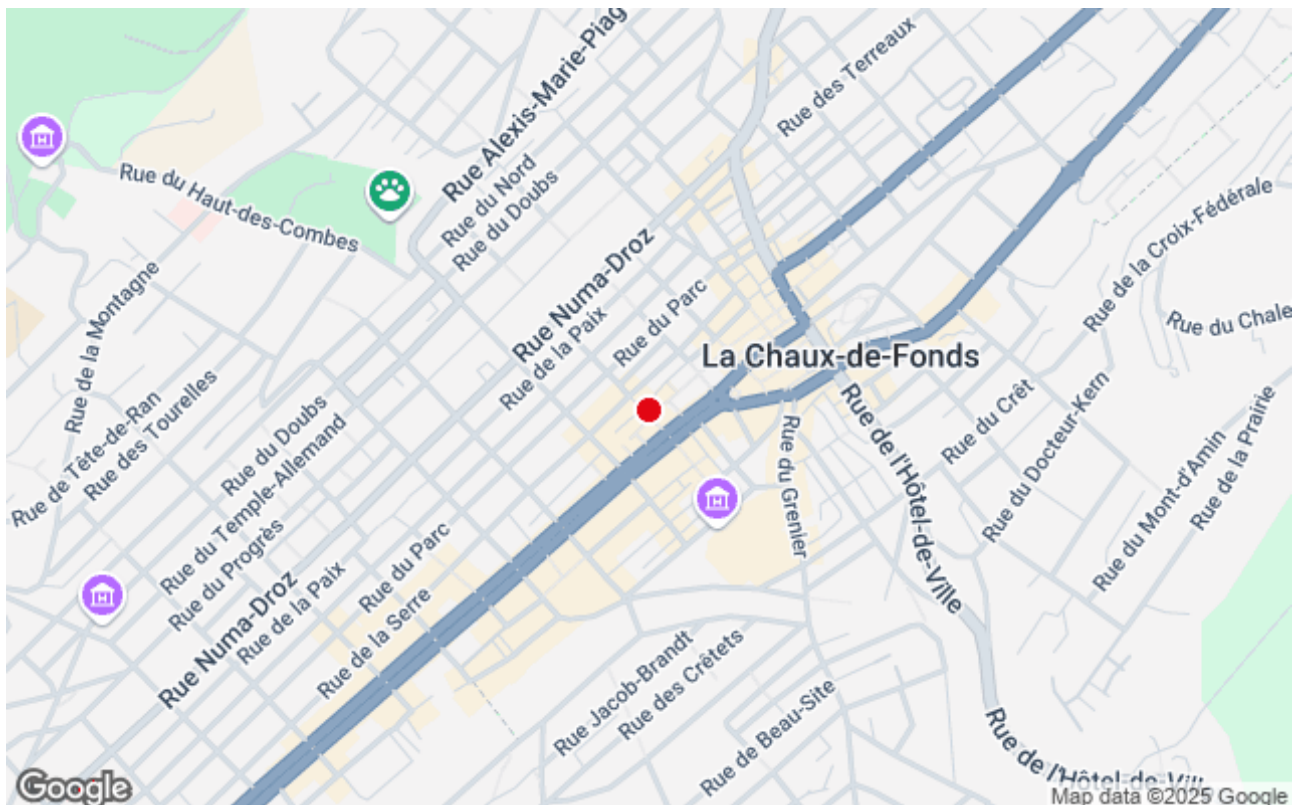 Rue Alexis-Marie-Piag
Rue des Terreaux
Rue du Nord
Rue du Doubs
Rue du Haut-des-Combes
Rue de la Croix-Fédérale
Rue Numa-Droz
Rue de la Montagne
Rue du Parc
Rue de la Paix
Rue du Chale
La Chaux-de-Fonds
Rue de Tête-de-Ran
Rue des Tourelles
Rue du Doubs
Rue du Temple-Allemand
Rue du Crêt
Rue du Docteur-Kern
Rue du Grenier
Rue de l'Hôtel-de-Ville
Rue du Mont-d'Amin
Rue de la Prairie
Rue du Progrès
Rue du Parc
Rue de la Paix
Rue Numa-Droz
Rue de la Serre
Rue Jacob-Brandt
Rue des Crêtets
Rue de Beau-Site
Rue de l'Hôtel-de-Vill
Google
Map data ©2025 Google